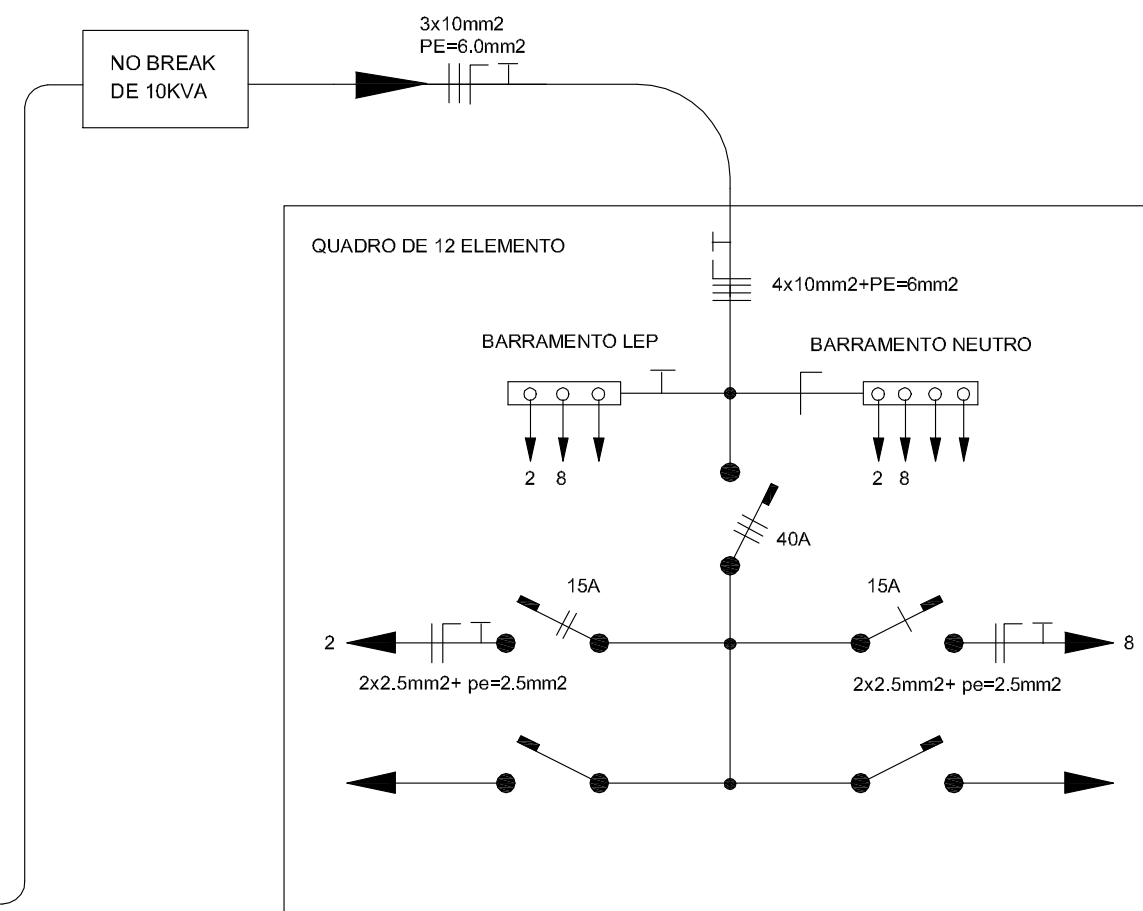 3x10mm2
PE=6.0mm2
NO BREAK
DE 10KVA
QUADRO DE 12 ELEMENTO
4x10mm2+PE=6mm2
BARRAMENTO LEP
BARRAMENTO NEUTRO
2 8
2 8
40A
15A
15A
2
8
2x2.5mm2+ pe=2.5mm2
2x2.5mm2+ pe=2.5mm2